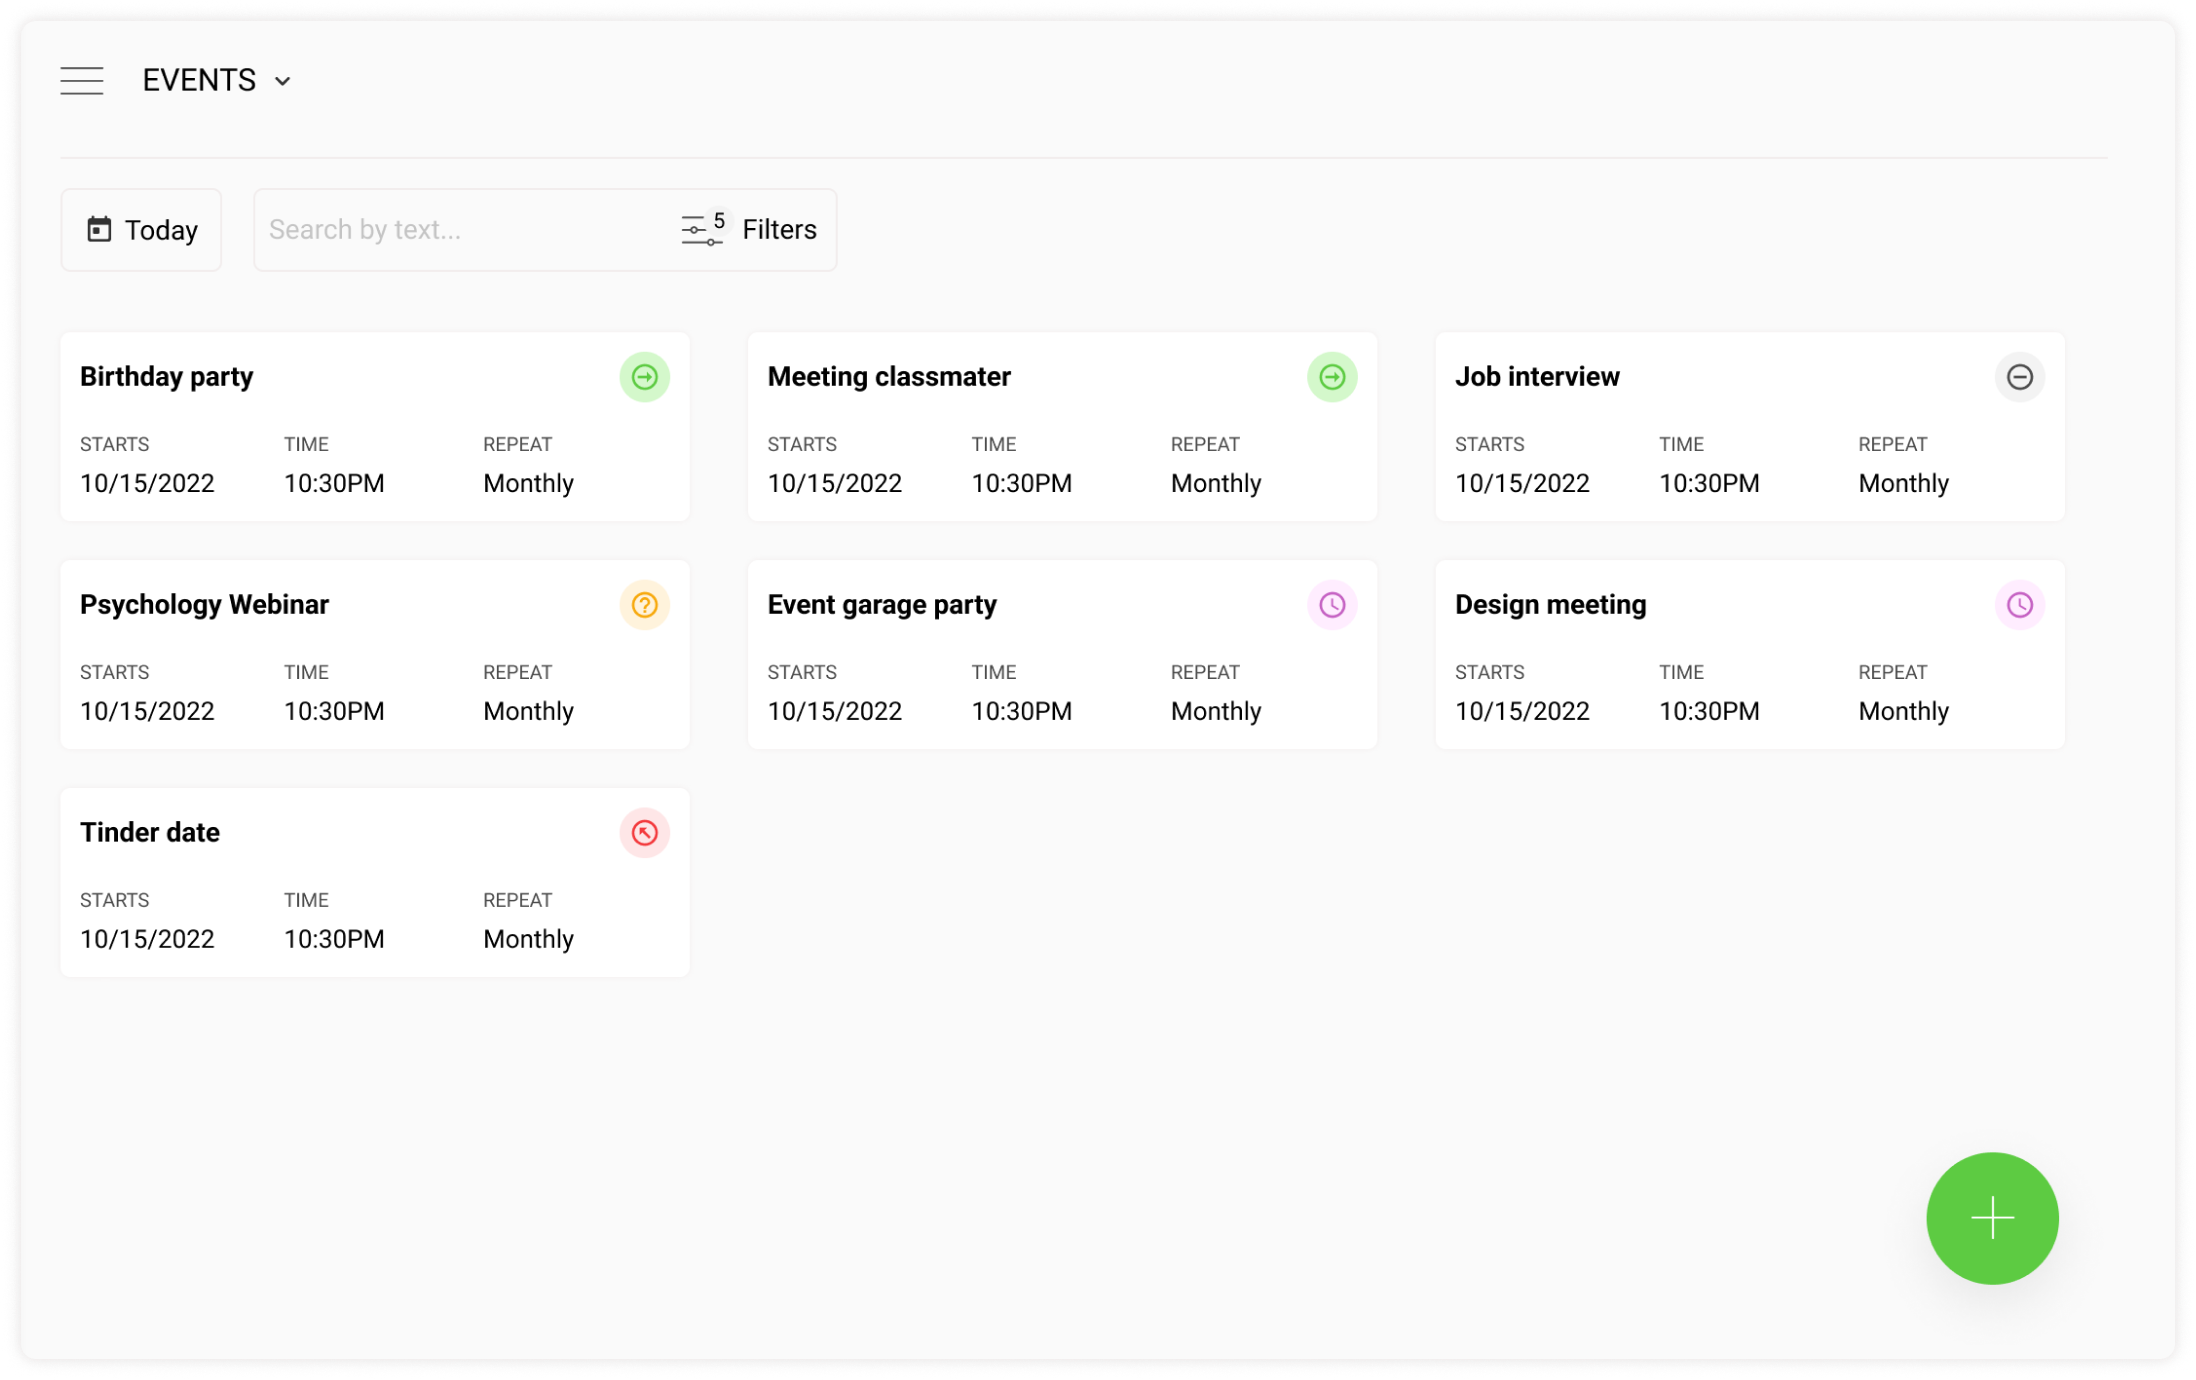 EVENTS
Today
Search by text...
5
Filters
Birthday party
STARTS TIME REPEAT
10/15/2022 10:30PM Monthly
Meeting classmater
STARTS TIME REPEAT
10/15/2022 10:30PM Monthly
Job interview
STARTS TIME REPEAT
10/15/2022 10:30PM Monthly
Psychology Webinar
STARTS TIME REPEAT
10/15/2022 10:30PM Monthly
Event garage party
STARTS TIME REPEAT
10/15/2022 10:30PM Monthly
Design meeting
STARTS TIME REPEAT
10/15/2022 10:30PM Monthly
Tinder date
STARTS TIME REPEAT
10/15/2022 10:30PM Monthly